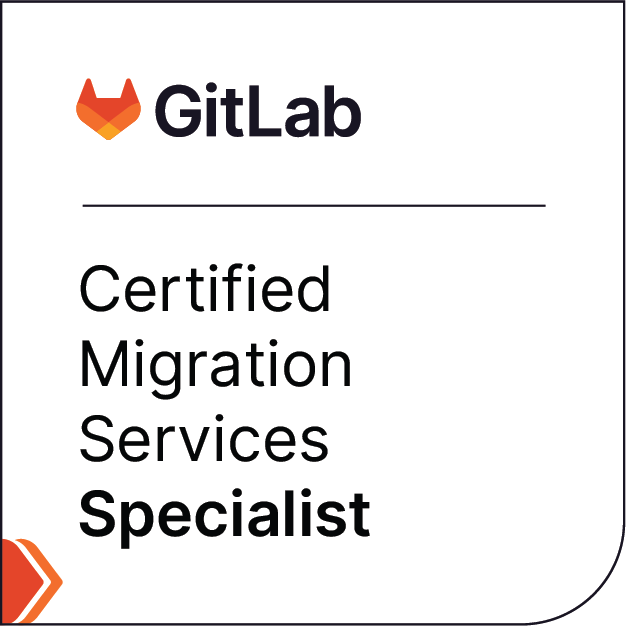 GitLab
Certified
Migration
Services
Specialist